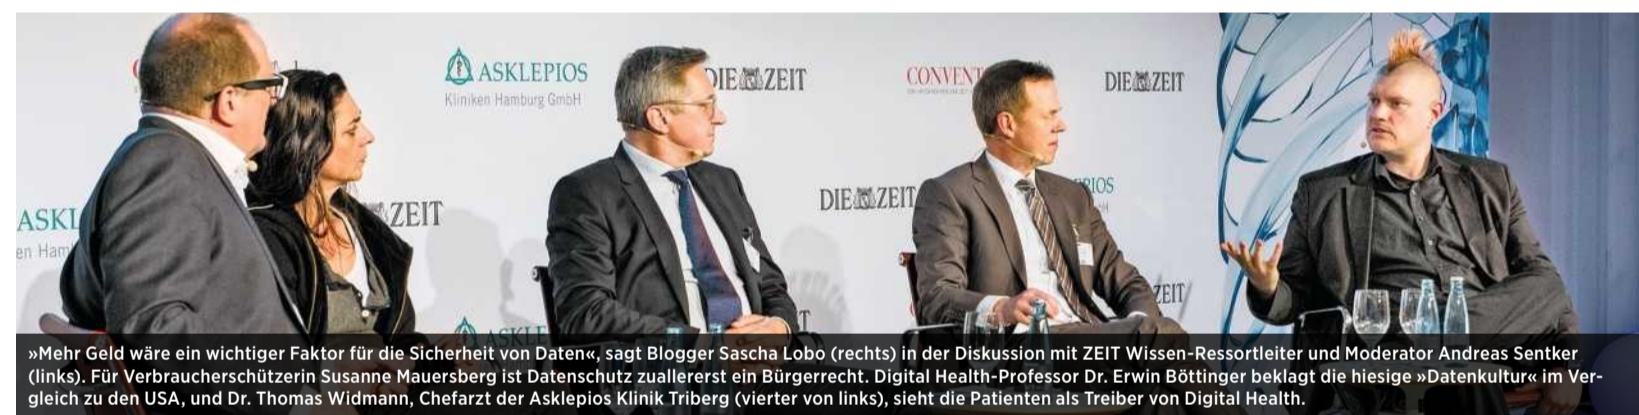 ASKLEPIOS
Kliniken Hamburg GmbH
DIE ZEIT
CONVENT
DIE ZEIT
DIE ZEIT
PIOS
ASKL
en Ham
ZEIT
ZEIT
ASKLE
»Mehr Geld wäre ein wichtiger Faktor für die Sicherheit von Daten«, sagt Blogger Sascha Lobo (rechts) in der Diskussion mit ZEIT Wissen-Ressortleiter und Moderator Andreas Sentker
(links). Für Verbraucherschützerin Susanne Mauersberg ist Datenschutz zuallererst ein Bürgerrecht. Digital Health-Professor Dr. Erwin Böttinger beklagt die hiesige »Datenkultur« im Ver-
gleich zu den USA, und Dr. Thomas Widmann, Chefarzt der Asklepios Klinik Triberg (vierter von links), sieht die Patienten als Treiber von Digital Health.